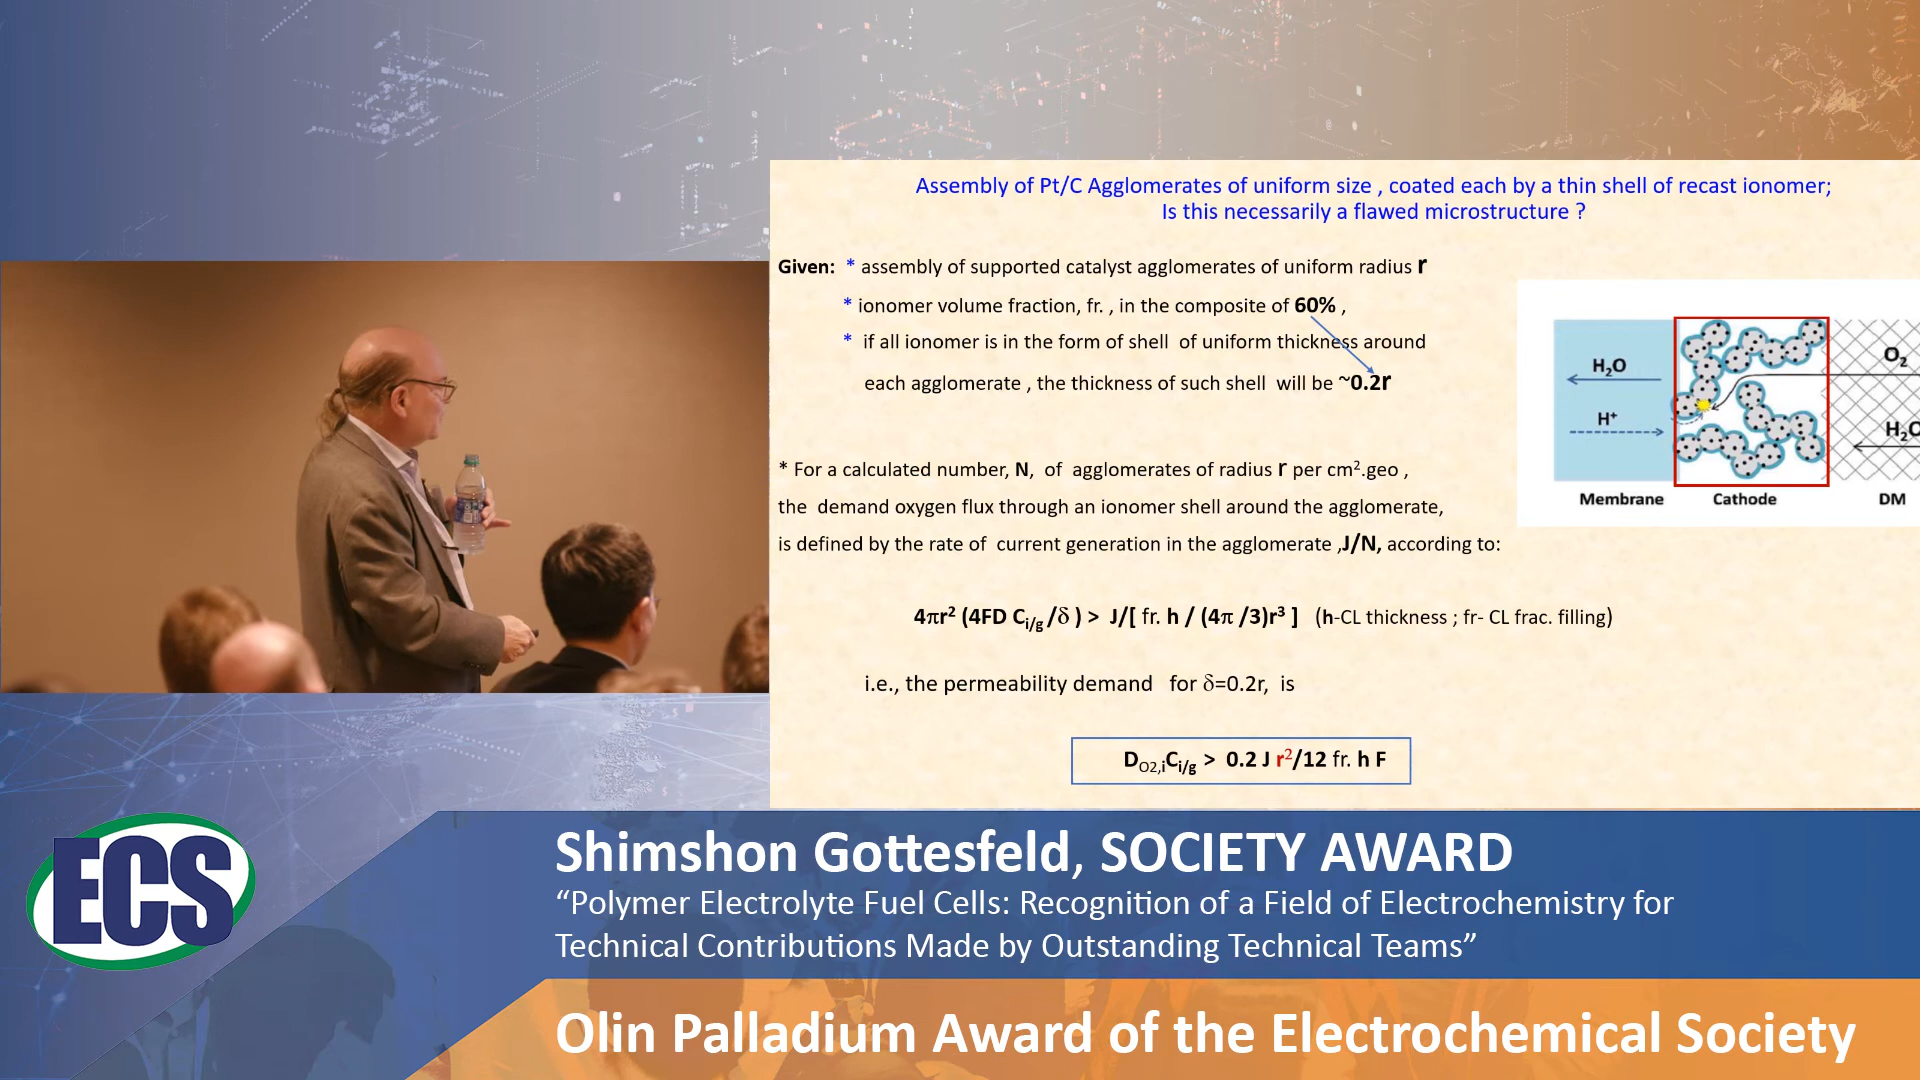 Assembly of Pt/C Agglomerates of uniform size , coated each by a thin shell of recast ionomer;
Is this necessarily a flawed microstructure ?
Given: * assembly of supported catalyst agglomerates of uniform radius r
* ionomer volume fraction, fr. , in the composite of 60% ,
* if all ionomer is in the form of shell of uniform thickness around
each agglomerate , the thickness of such shell will be ~0.2r
H₂O
H⁺
O₂
H₂O
Membrane
Cathode
DM
* For a calculated number, N, of agglomerates of radius r per cm².geo ,
the demand oxygen flux through an ionomer shell around the agglomerate,
is defined by the rate of current generation in the agglomerate ,J/N, according to:
4πr² (4FD C_i/g /δ ) > J/[ fr. h / (4π /3)r³ ] (h-CL thickness ; fr- CL frac. filling)
i.e., the permeability demand for δ=0.2r, is
D_O2,i C_i/g > 0.2 J r²/12 fr. h F
ECS
Shimshon Gottesfeld, SOCIETY AWARD
“Polymer Electrolyte Fuel Cells: Recognition of a Field of Electrochemistry for
Technical Contributions Made by Outstanding Technical Teams”
Olin Palladium Award of the Electrochemical Society